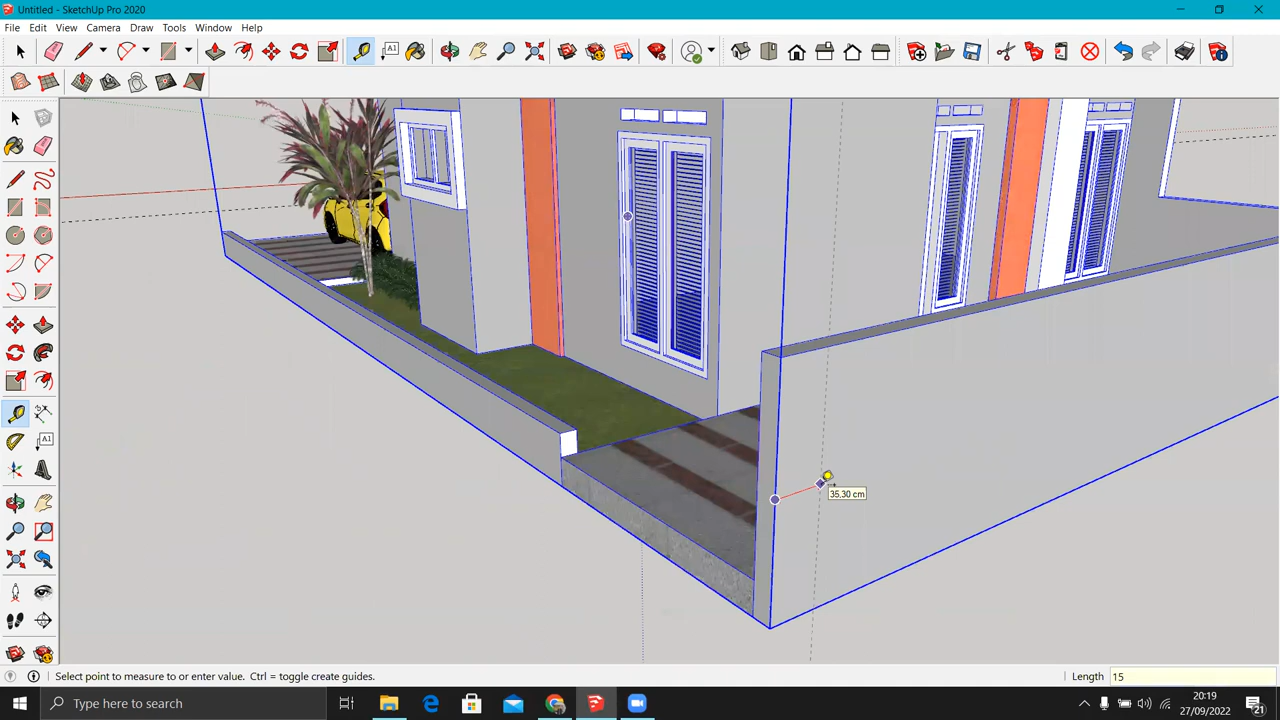 Untitled - SketchUp Pro 2020
File Edit View Camera Draw Tools Window Help
A1
A1
35,30 cm
Select point to measure to or enter value. Ctrl = toggle create guides.
Length 15
Type here to search
20:19
27/09/2022
21